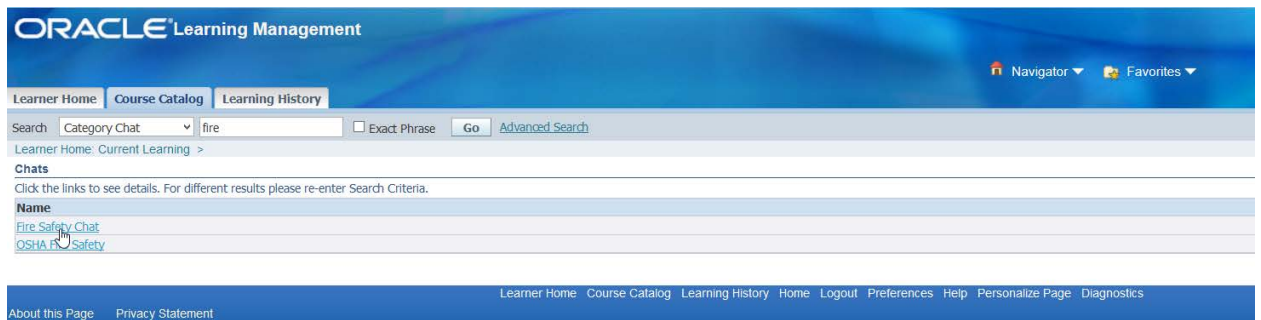 ORACLE Learning Management
Navigator Favorites
Learner Home Course Catalog Learning History
Search Category Chat fire Exact Phrase Go Advanced Search
Learner Home: Current Learning >
Chats
Click the links to see details. For different results please re-enter Search Criteria.
Name
Fire Safety Chat
OSHA Safety
Learner Home Course Catalog Learning History Home Logout Preferences Help Personalize Page Diagnostics
About this Page Privacy Statement